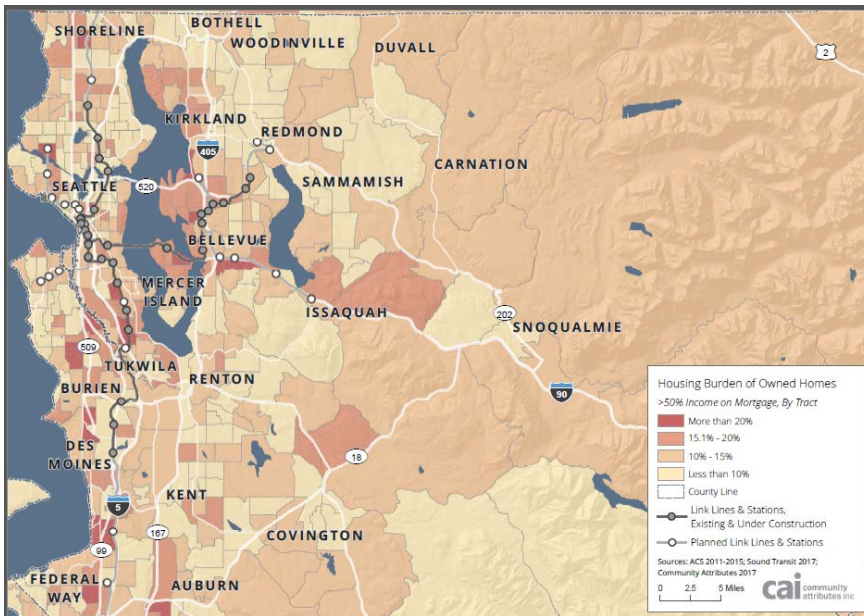 BOTHELL
SHORELINE
WOODINVILLE
DUVALL
2
KIRKLAND
REDMOND
405
CARNATION
SEATTLE
520
SAMMAMISH
BELLEVUE
MERCER
ISLAND
ISSAQUAH
202
SNOQUALMIE
509
TUKWILA
BURIEN
RENTON
90
DES
MOINES
18
KENT
5
167
COVINGTON
99
FEDERAL
WAY
AUBURN
Housing Burden of Owned Homes
>50% Income on Mortgage, By Tract
More than 20%
15.1% - 20%
10% - 15%
Less than 10%
County Line
Link Lines & Stations,
Existing & Under Construction
Planned Link Lines & Stations
Sources: ACS 2011-2015; Sound Transit 2017;
Community Attributes 2017
0 2.5 5 Miles
cai community
attributes inc